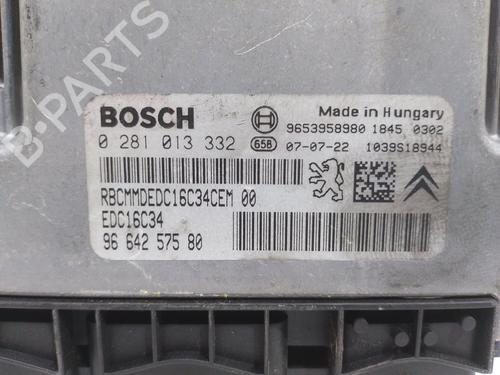 BOSCH
Made in Hungary
9653958980 1845 0302
0 281 013 332 658 07-07-22 1039S18944
RBCMMDEDC16C34CEM 00
EDC16C34
96 642 575 80
B-PARTS